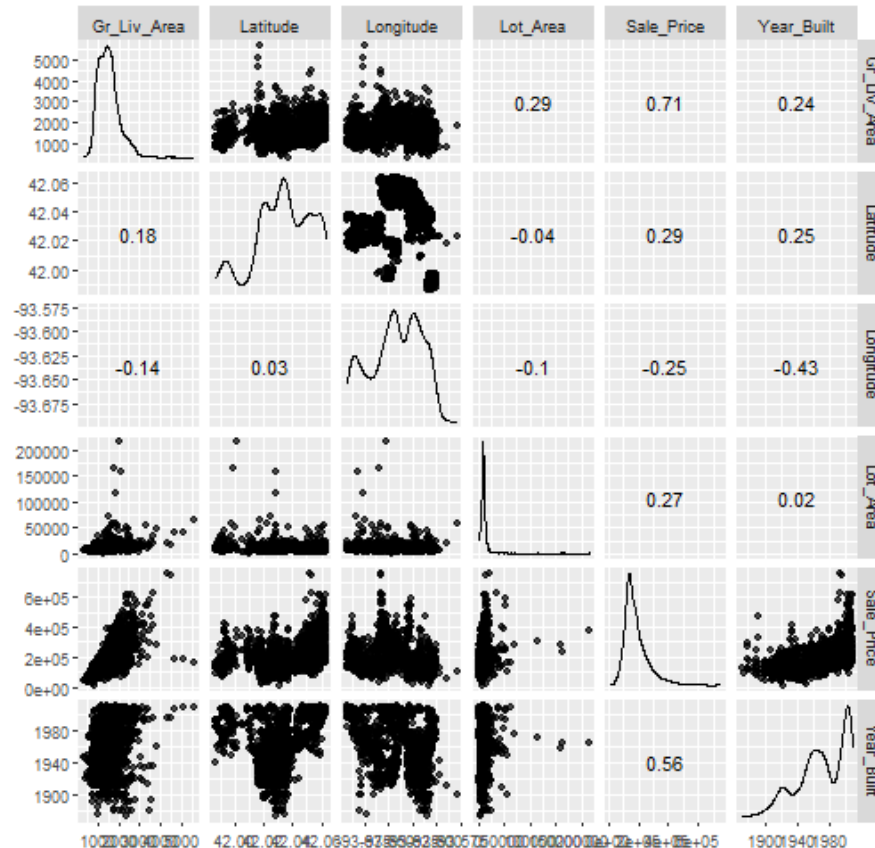 Gr_Liv_Area Latitude Longitude Lot_Area Sale_Price Year_Built
5000
4000
3000
2000
1000
0.29 0.71 0.24
Gr_Liv_Area
42.06
42.04
42.02
42.00
0.18 -0.04 0.29 0.25
Latitude
-93.575
-93.600
-93.625
-93.650
-93.675
-0.14 0.03 -0.1 -0.25 -0.43
Longitude
200000
150000
100000
50000
0
0.27 0.02
Lot_Area
6e+05
4e+05
2e+05
0e+00
Sale_Price
1980
1940
1900
0.56
Year_Built
1900 1940 1980